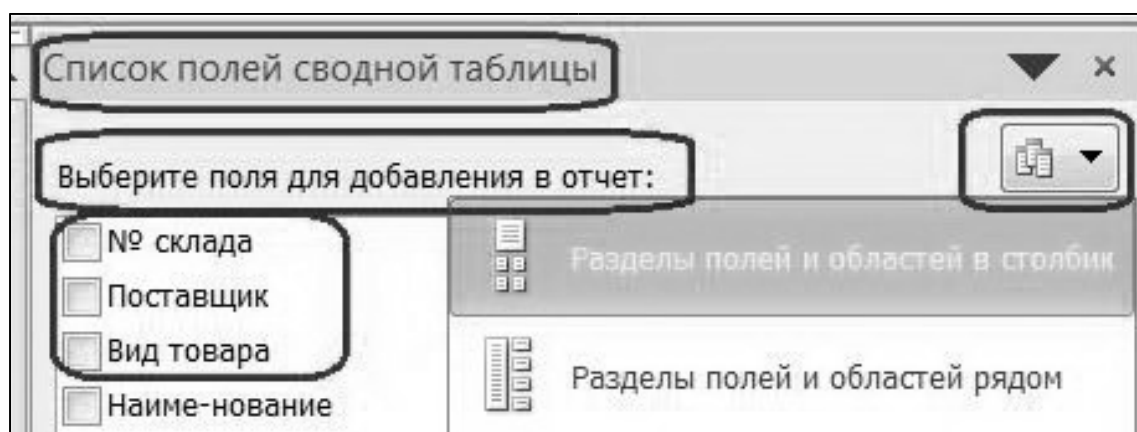 Список полей сводной таблицы
Выберите поля для добавления в отчет:
№ склада
Поставщик
Вид товара
Наиме-нование
Разделы полей и областей в столбик
Разделы полей и областей рядом